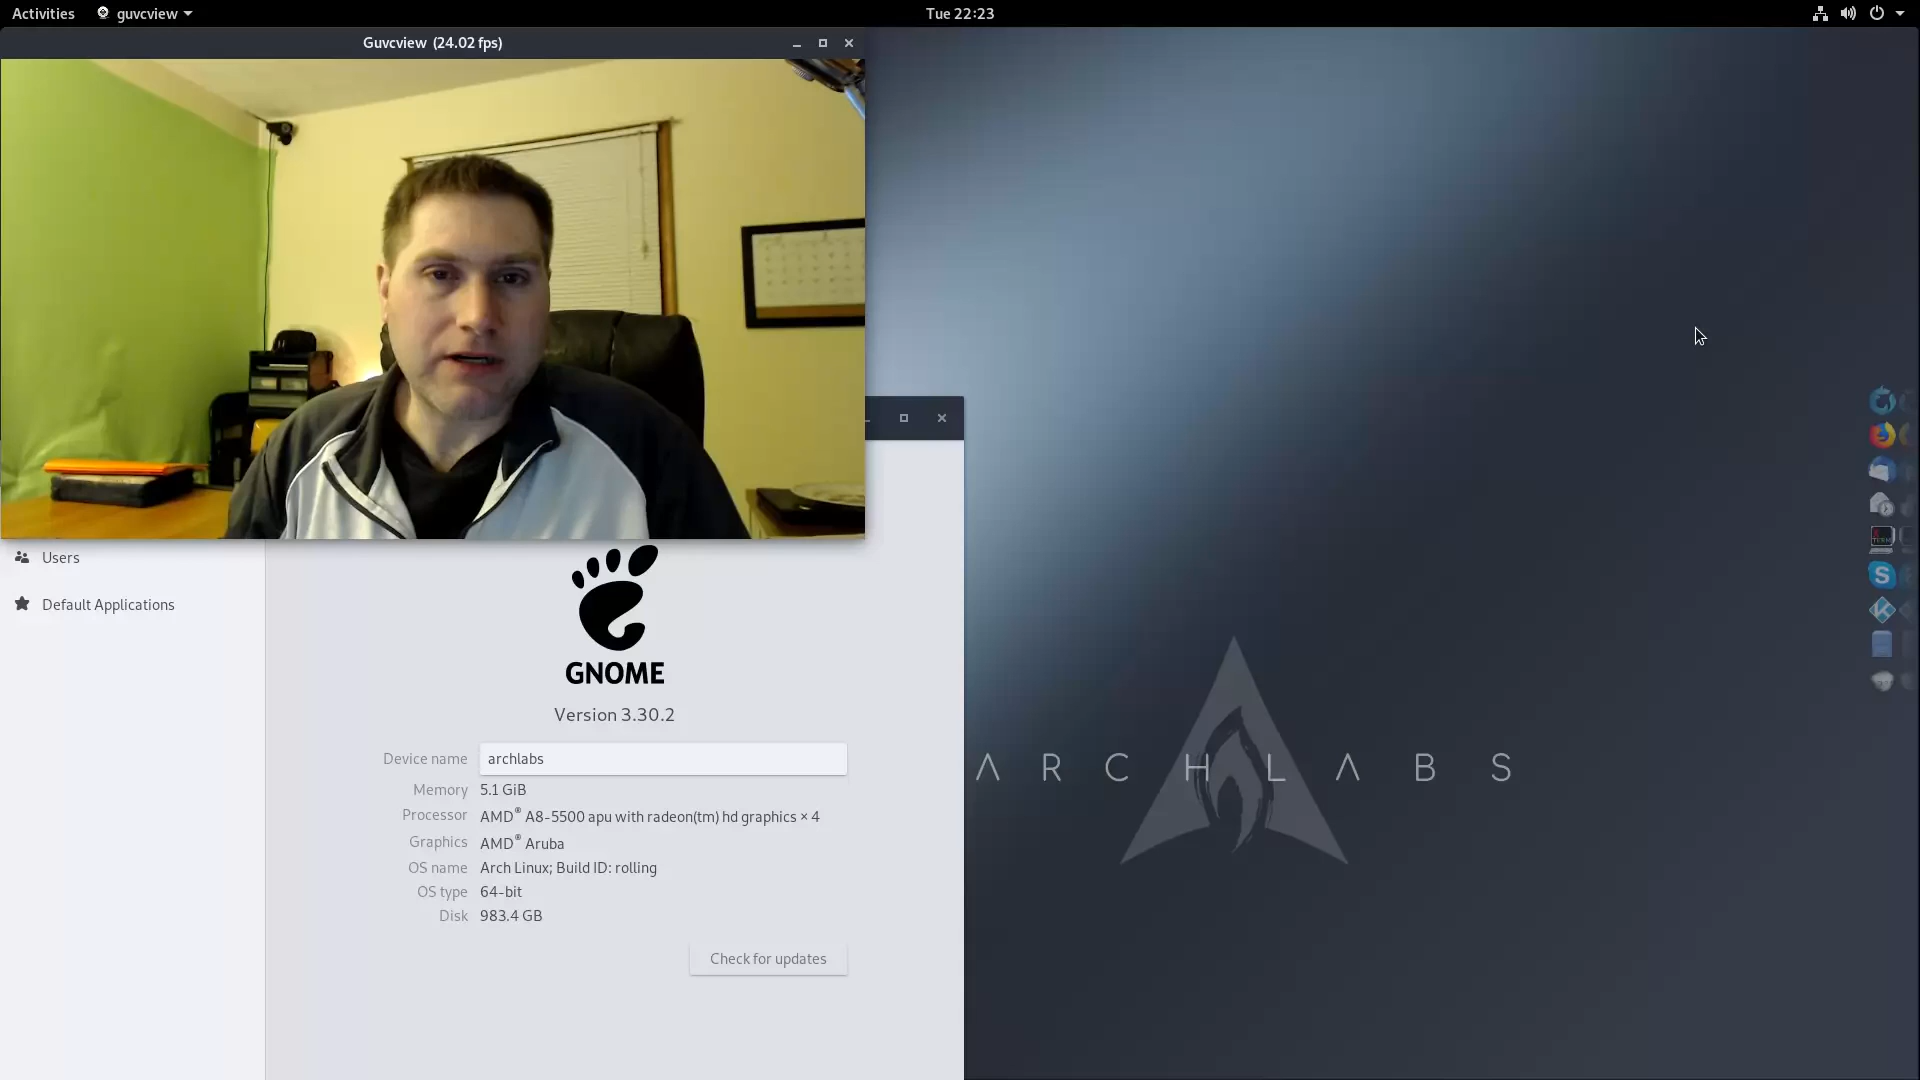 Activities
guvcview
Tue 22:23
Guvcview (24.02 fps)
Users
Default Applications
GNOME
Version 3.30.2
Device name archlabs
Memory 5.1 GiB
Processor AMD® A8-5500 apu with radeon(tm) hd graphics × 4
Graphics AMD® Aruba
OS name Arch Linux; Build ID: rolling
OS type 64-bit
Disk 983.4 GB
Check for updates
ARCHLABS